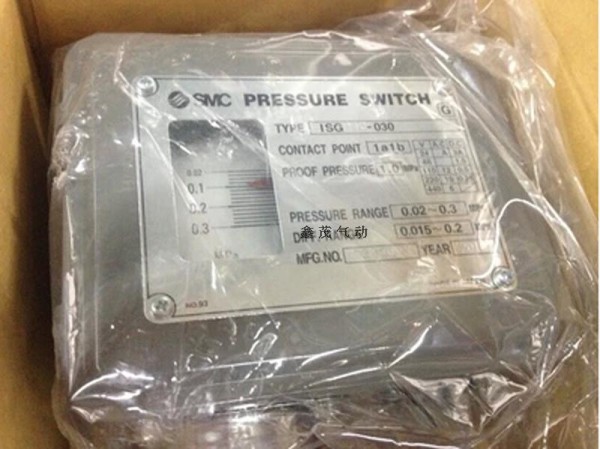 SMC PRESSURE SWITCH
G
TYPE ISG -030
CONTACT POINT 1a1b
PROOF PRESSURE 1.0 MPa
0.02
0.1
0.2
0.3
PRESSURE RANGE 0.02~0.3
DIFF. RANGE 0.015~0.2
鑫茂气动
MFG.NO. YEAR
NO.93